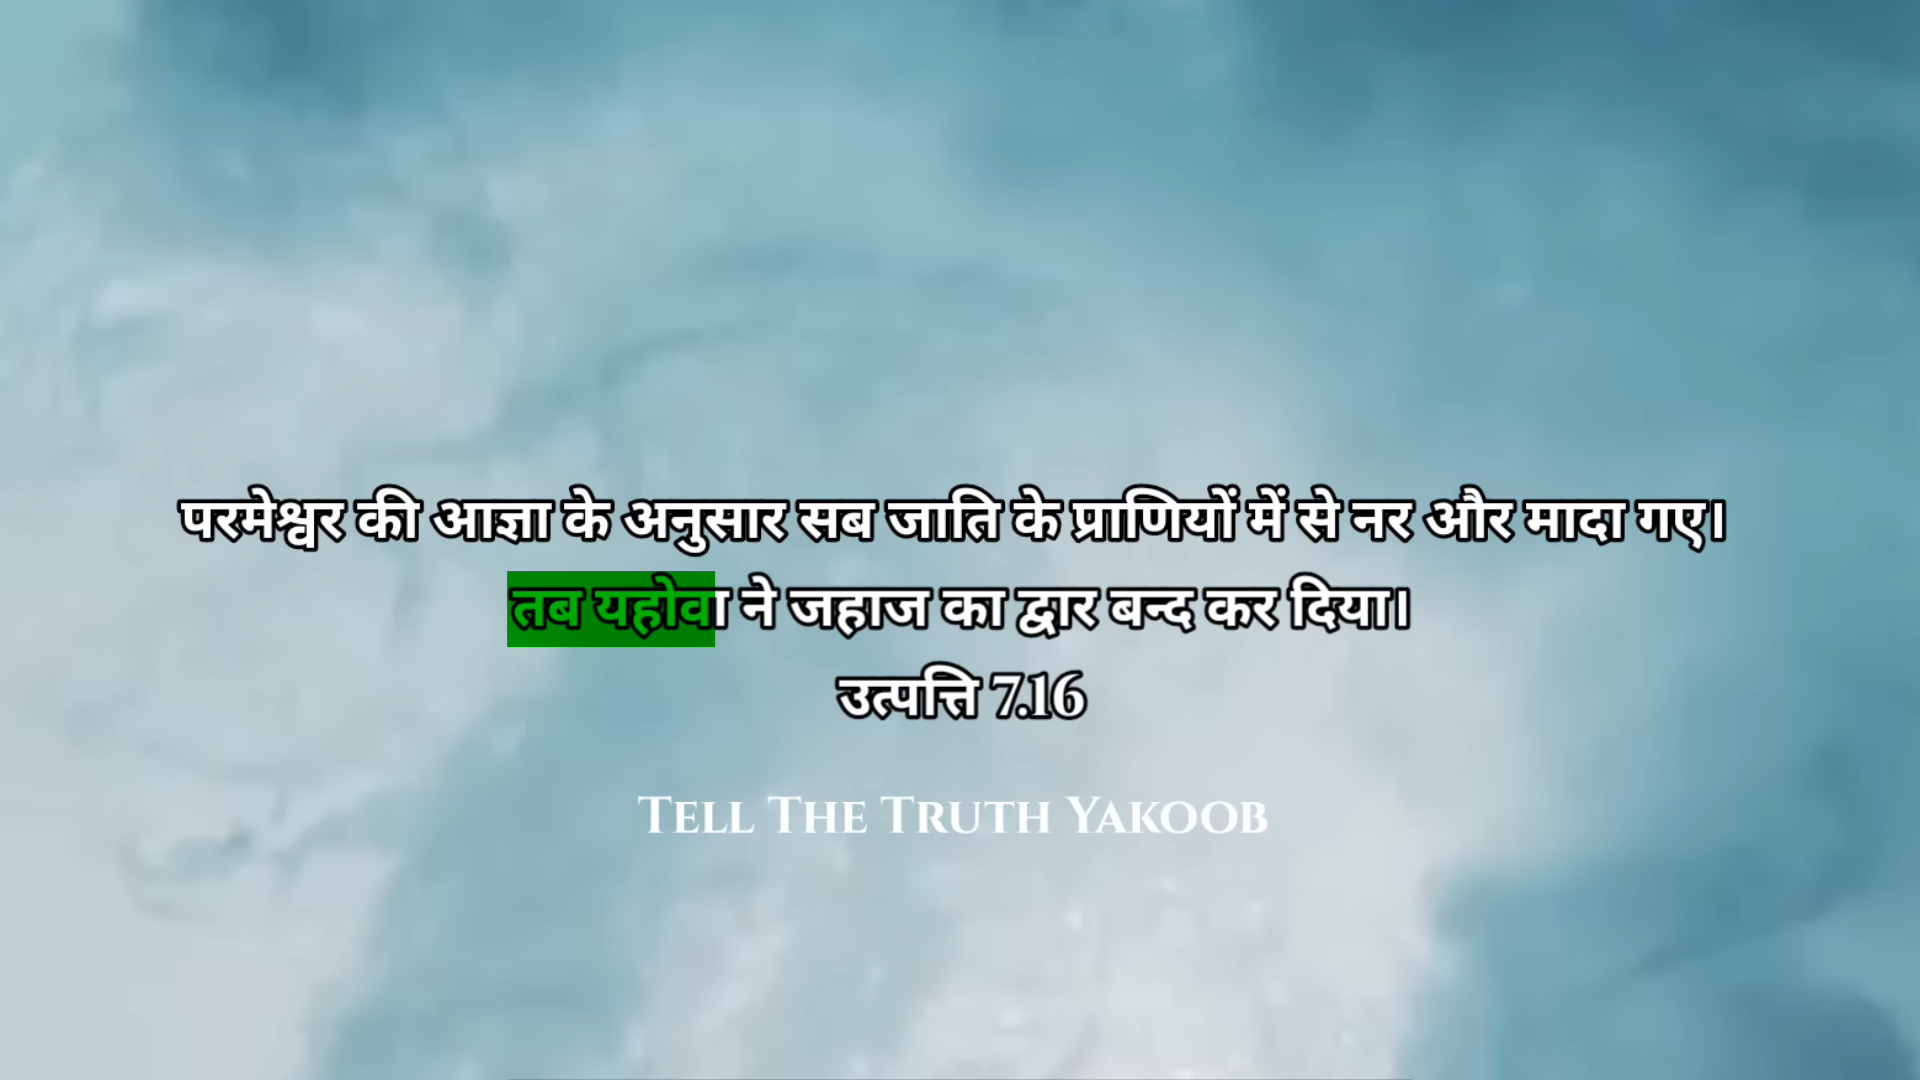 परमेश्वर की आज्ञा के अनुसार सब जाति के प्राणियों में से नर और मादा गए।
तब यहोवा ने जहाज का द्वार बन्द कर दिया।
उत्पत्ति 7.16
Tell The Truth Yakoob